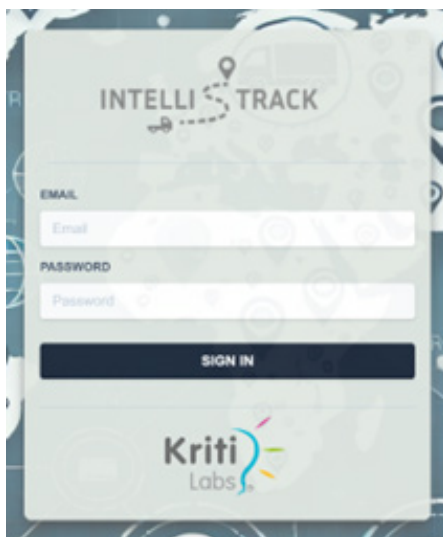 INTELLI TRACK
EMAIL
Email
PASSWORD
Password
SIGN IN
Kriti
Labs